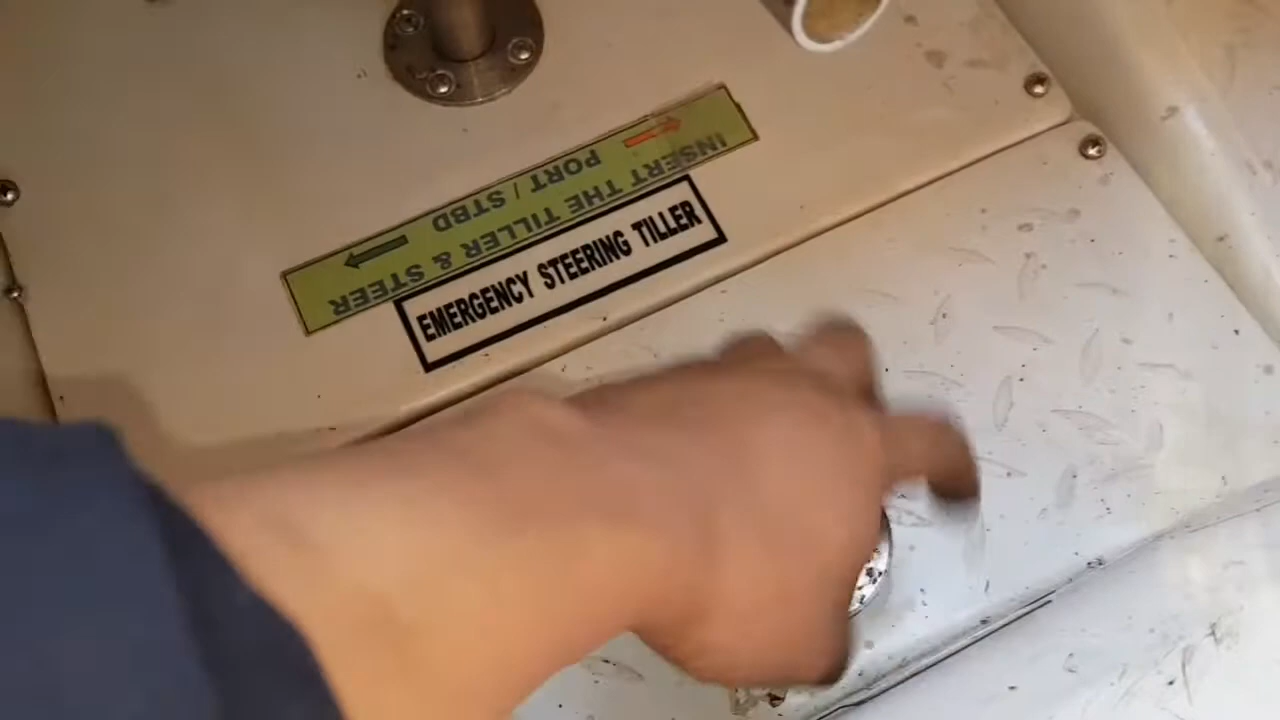 INSERT THE TILLER & STEER
PORT / STBD
EMERGENCY STEERING TILLER